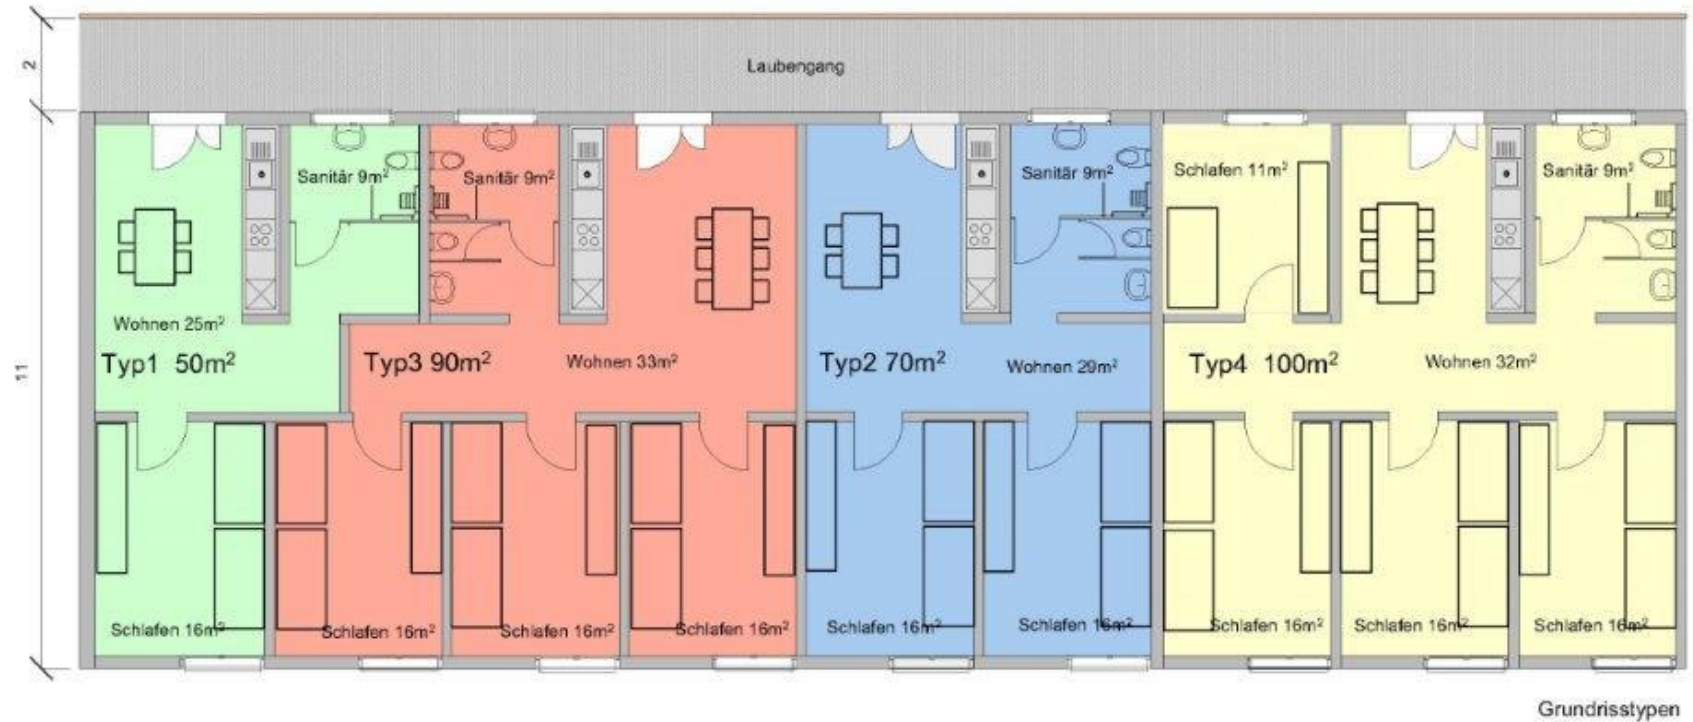 2
Laubengang
11
Sanitär 9m²
Sanitär 9m²
Sanitär 9m²
Schlafen 11m²
Sanitär 9m²
Wohnen 25m²
Typ1 50m²
Typ3 90m²
Wohnen 33m²
Typ2 70m²
Wohnen 29m²
Typ4 100m²
Wohnen 32m²
Schlafen 16m²
Schlafen 16m²
Schlafen 16m²
Schlafen 16m²
Schlafen 16m²
Schlafen 16m²
Schlafen 16m²
Schlafen 16m²
Schlafen 16m²
Grundrisstypen